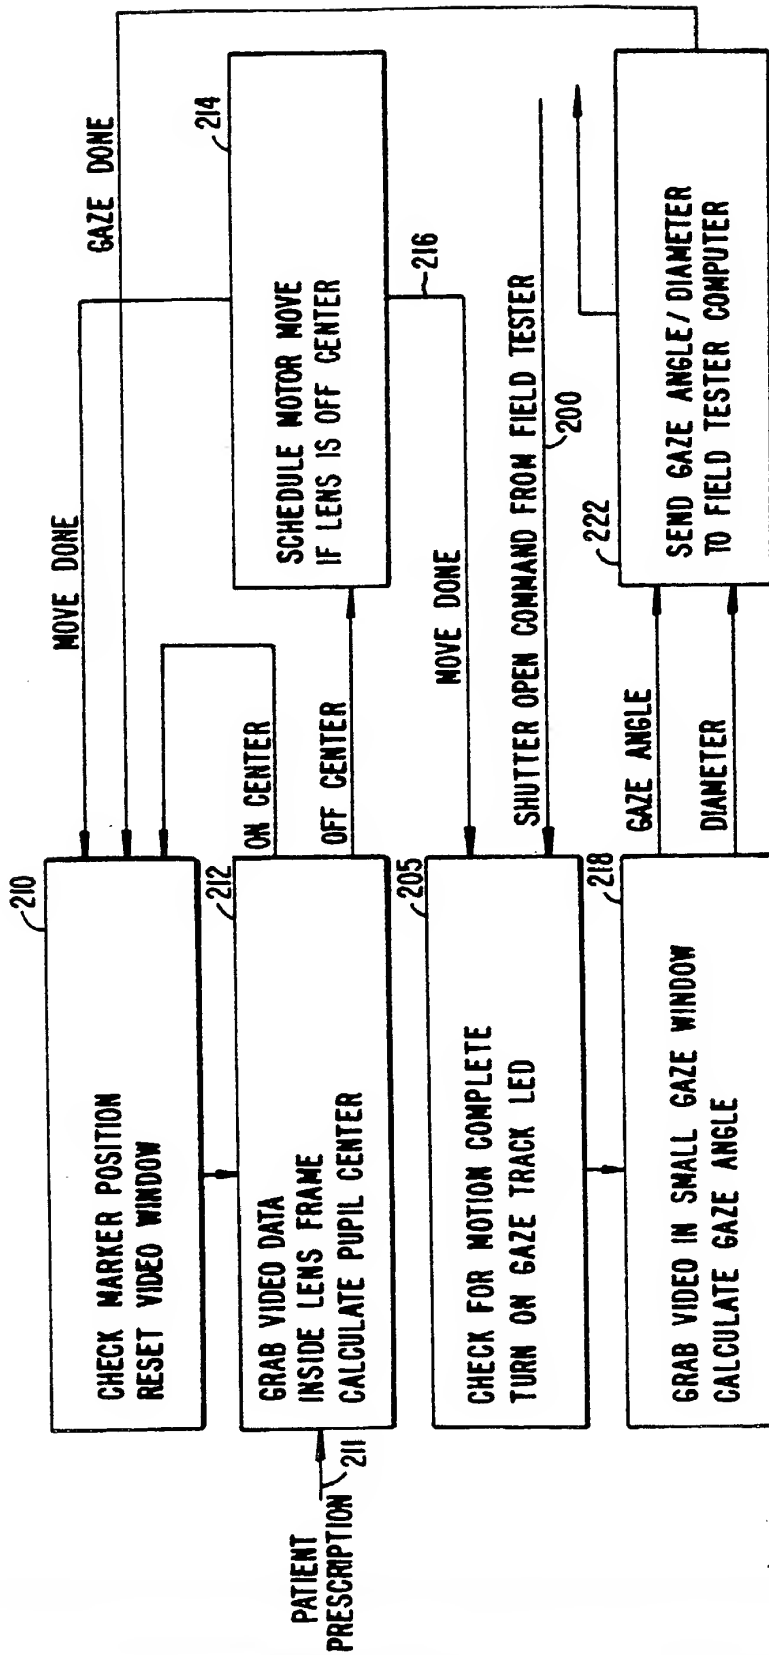 GAZE DONE
MOVE DONE
210
CHECK MARKER POSITION
RESET VIDEO WINDOW
214
SCHEDULE MOTOR MOVE
IF LENS IS OFF CENTER
ON CENTER
212
GRAB VIDEO DATA
INSIDE LENS FRAME
CALCULATE PUPIL CENTER
OFF CENTER
PATIENT
PRESCRIPTION
211
216
MOVE DONE
205
CHECK FOR MOTION COMPLETE
TURN ON GAZE TRACK LED
SHUTTER OPEN COMMAND FROM FIELD TESTER
200
218
GRAB VIDEO IN SMALL GAZE WINDOW
CALCULATE GAZE ANGLE
GAZE ANGLE
DIAMETER
222
SEND GAZE ANGLE/DIAMETER
TO FIELD TESTER COMPUTER